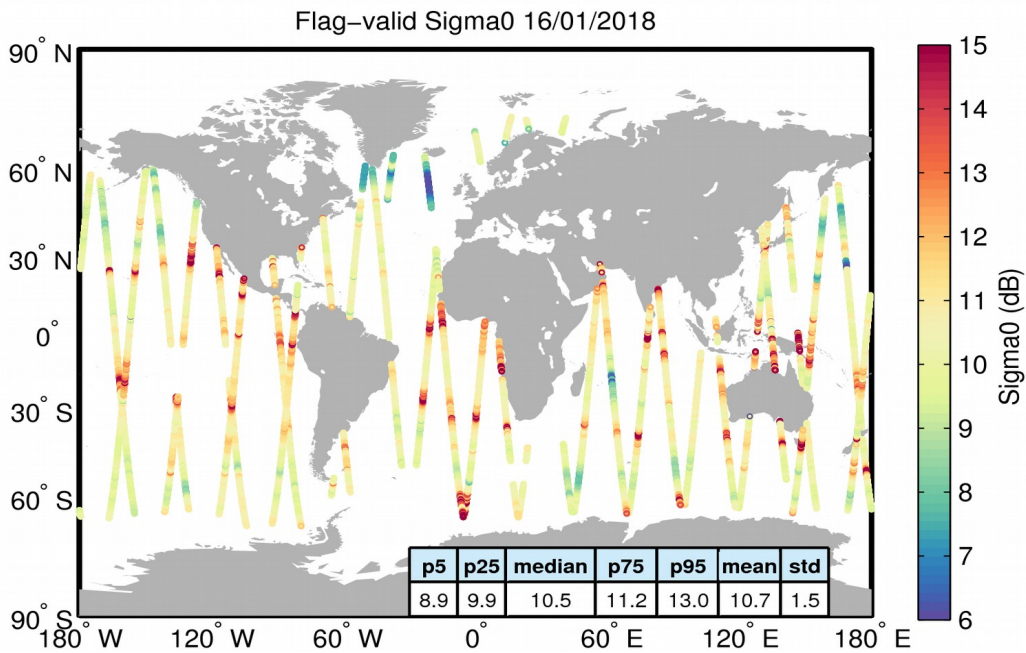 Flag−valid Sigma0 16/01/2018
90° N
60° N
30° N
0°
30° S
60° S
90° S
180° W
120° W
60° W
0°
60° E
120° E
180° E
p5 p25 median p75 p95 mean std
8.9 9.9 10.5 11.2 13.0 10.7 1.5
15
14
13
12
11
10
9
8
7
6
Sigma0 (dB)